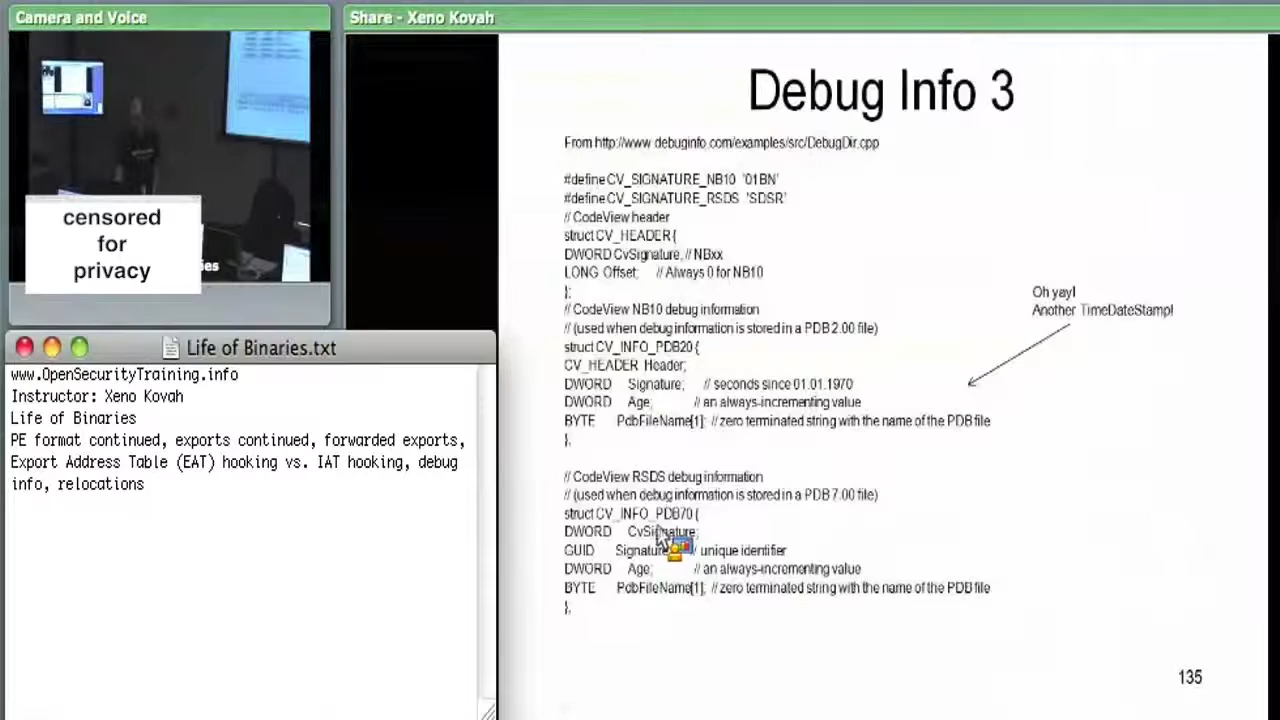 Camera and Voice
censored
for
privacy
ies
Life of Binaries.txt
www.OpenSecurityTraining.info
Instructor: Xeno Kovah
Life of Binaries
PE format continued, exports continued, forwarded exports,
Export Address Table (EAT) hooking vs. IAT hooking, debug
info, relocations
Share - Xeno Kovah
Debug Info 3
From http://www.debuginfo.com/examples/src/DebugDir.cpp
#define CV_SIGNATURE_NB10 '01BN'
#define CV_SIGNATURE_RSDS 'SDSR'
// CodeView header
struct CV_HEADER {
DWORD CvSignature; // NBxx
LONG Offset; // Always 0 for NB10
};
// CodeView NB10 debug information
// (used when debug information is stored in a PDB 2.00 file)
struct CV_INFO_PDB20 {
CV_HEADER Header;
DWORD Signature; // seconds since 01.01.1970
DWORD Age; // an always-incrementing value
BYTE PdbFileName[1]; // zero terminated string with the name of the PDB file
};
Oh yay!
Another TimeDateStamp!
// CodeView RSDS debug information
// (used when debug information is stored in a PDB 7.00 file)
struct CV_INFO_PDB70 {
DWORD CvSignature;
GUID Signature; // unique identifier
DWORD Age; // an always-incrementing value
BYTE PdbFileName[1]; // zero terminated string with the name of the PDB file
};
135